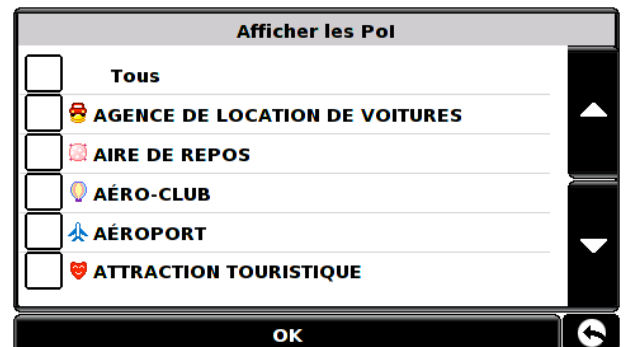 Afficher les PoI
Tous
AGENCE DE LOCATION DE VOITURES
AIRE DE REPOS
AÉRO-CLUB
AÉROPORT
ATTRACTION TOURISTIQUE
OK